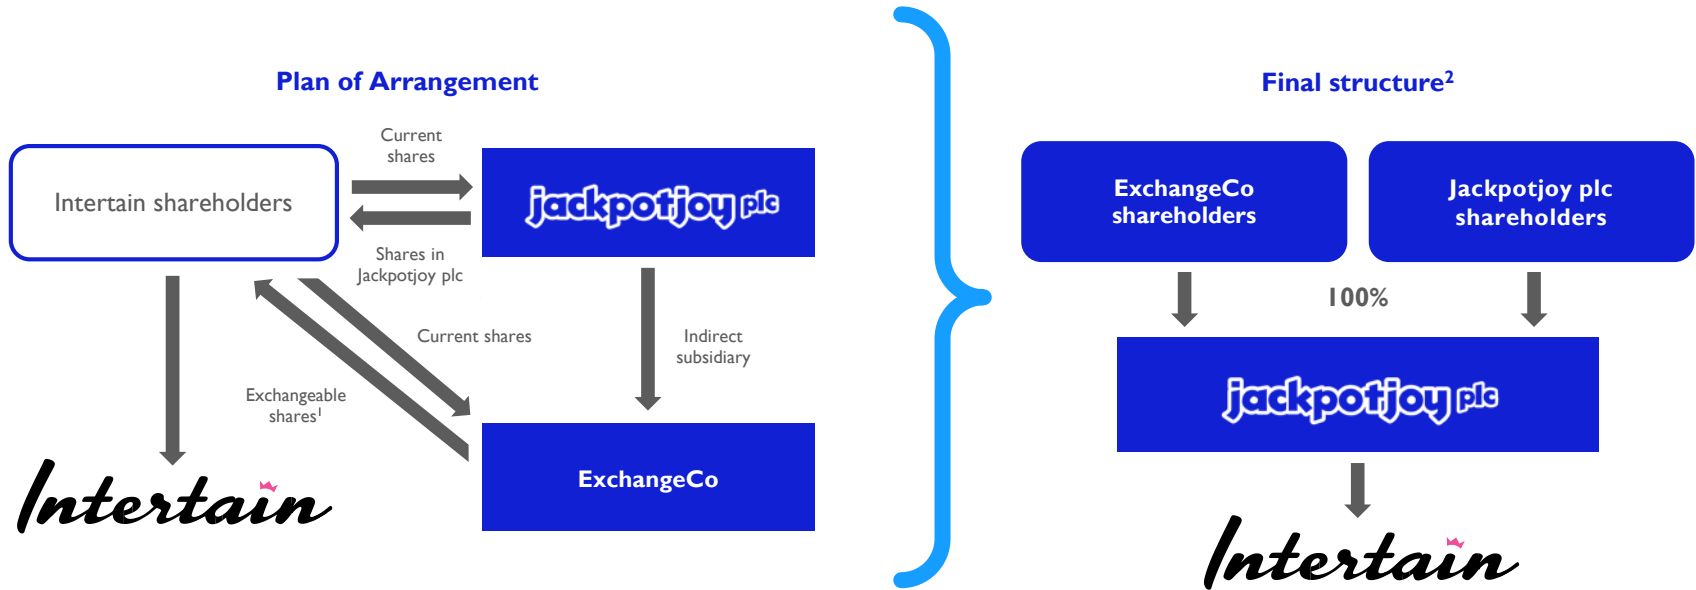 Plan of Arrangement
Current
shares
Intertain shareholders
jackpotjoy plc
Shares in
Jackpotjoy plc
Current shares
Indirect
subsidiary
Exchangeable
shares¹
ExchangeCo
Intertain
Final structure²
ExchangeCo
shareholders
Jackpotjoy plc
shareholders
100%
jackpotjoy plc
Intertain